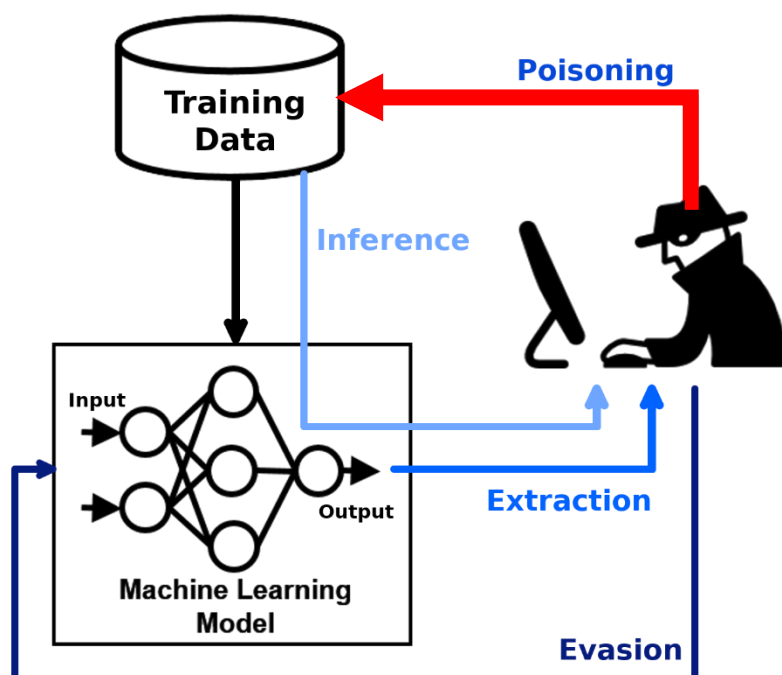 Poisoning
Training
Data
Inference
Input
Output
Extraction
Machine Learning
Model
Evasion